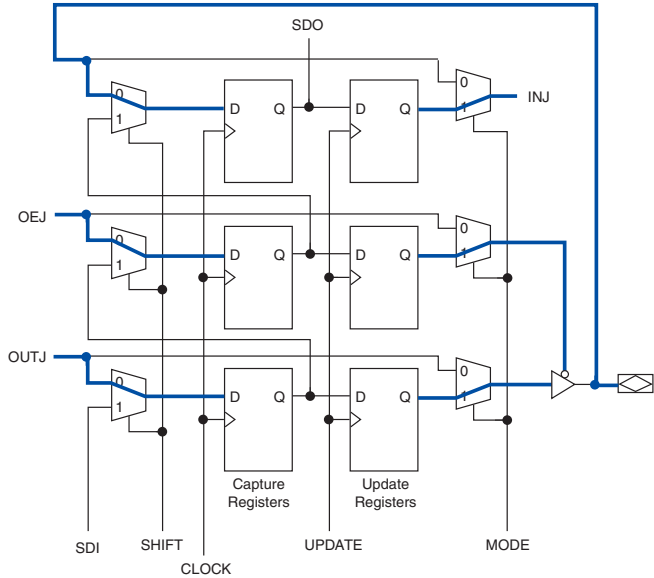 SDO
0
1
D Q
D Q
0
1
INJ
OEJ
0
1
D Q
D Q
0
1
OUTJ
0
1
D Q
D Q
0
1
Capture
Registers
Update
Registers
SDI
SHIFT
CLOCK
UPDATE
MODE